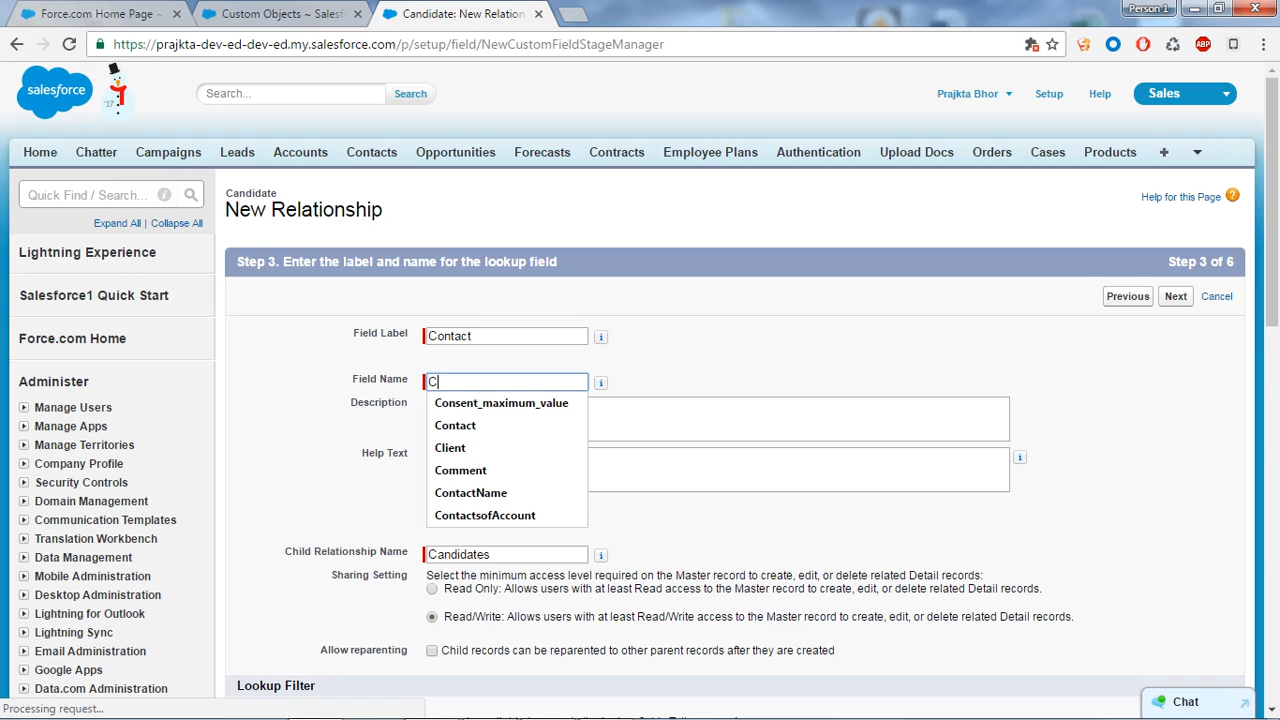 Force.com Home Page ~
Custom Objects ~ Salesf
Candidate: New Relation
Person 1
https://prajkta-dev-ed-dev-ed.my.salesforce.com/p/setup/field/NewCustomFieldStageManager
ABP
salesforce
'17
Search...
Search
Prajkta Bhor
Setup
Help
Sales
Home
Chatter
Campaigns
Leads
Accounts
Contacts
Opportunities
Forecasts
Contracts
Employee Plans
Authentication
Upload Docs
Orders
Cases
Products
+
Quick Find / Search...
Expand All | Collapse All
Lightning Experience
Salesforce1 Quick Start
Force.com Home
Administer
Manage Users
Manage Apps
Manage Territories
Company Profile
Security Controls
Domain Management
Communication Templates
Translation Workbench
Data Management
Mobile Administration
Desktop Administration
Lightning for Outlook
Lightning Sync
Email Administration
Google Apps
Data.com Administration
Processing request...
Candidate
New Relationship
Help for this Page
Step 3. Enter the label and name for the lookup field
Step 3 of 6
Previous
Next
Cancel
Field Label
Contact
Field Name
C
Consent_maximum_value
Contact
Client
Comment
ContactName
ContactsofAccount
Description
Help Text
Child Relationship Name
Candidates
Sharing Setting
Select the minimum access level required on the Master record to create, edit, or delete related Detail records:
Read Only: Allows users with at least Read access to the Master record to create, edit, or delete related Detail records.
Read/Write: Allows users with at least Read/Write access to the Master record to create, edit, or delete related Detail records.
Allow reparenting
Child records can be reparented to other parent records after they are created
Lookup Filter
Chat